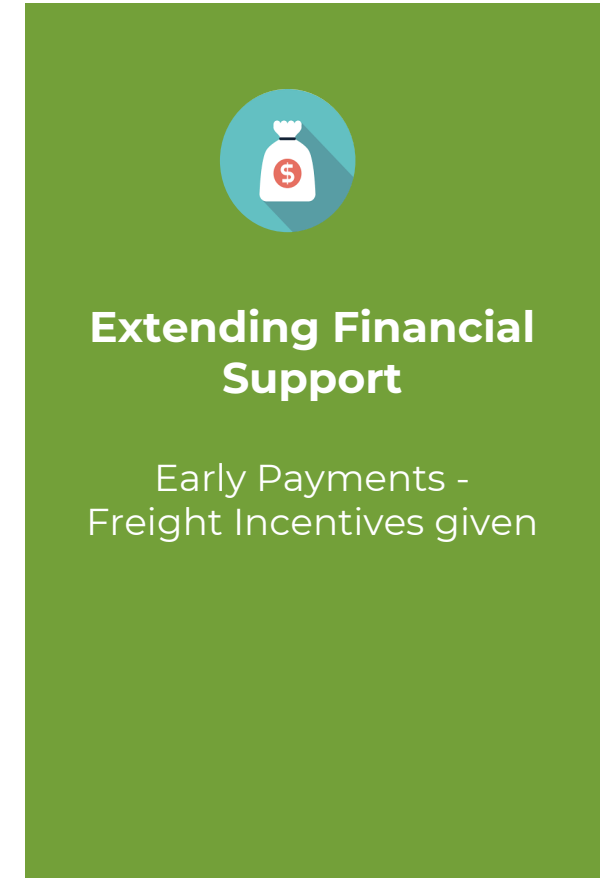 $
Extending Financial
Support
Early Payments -
Freight Incentives given